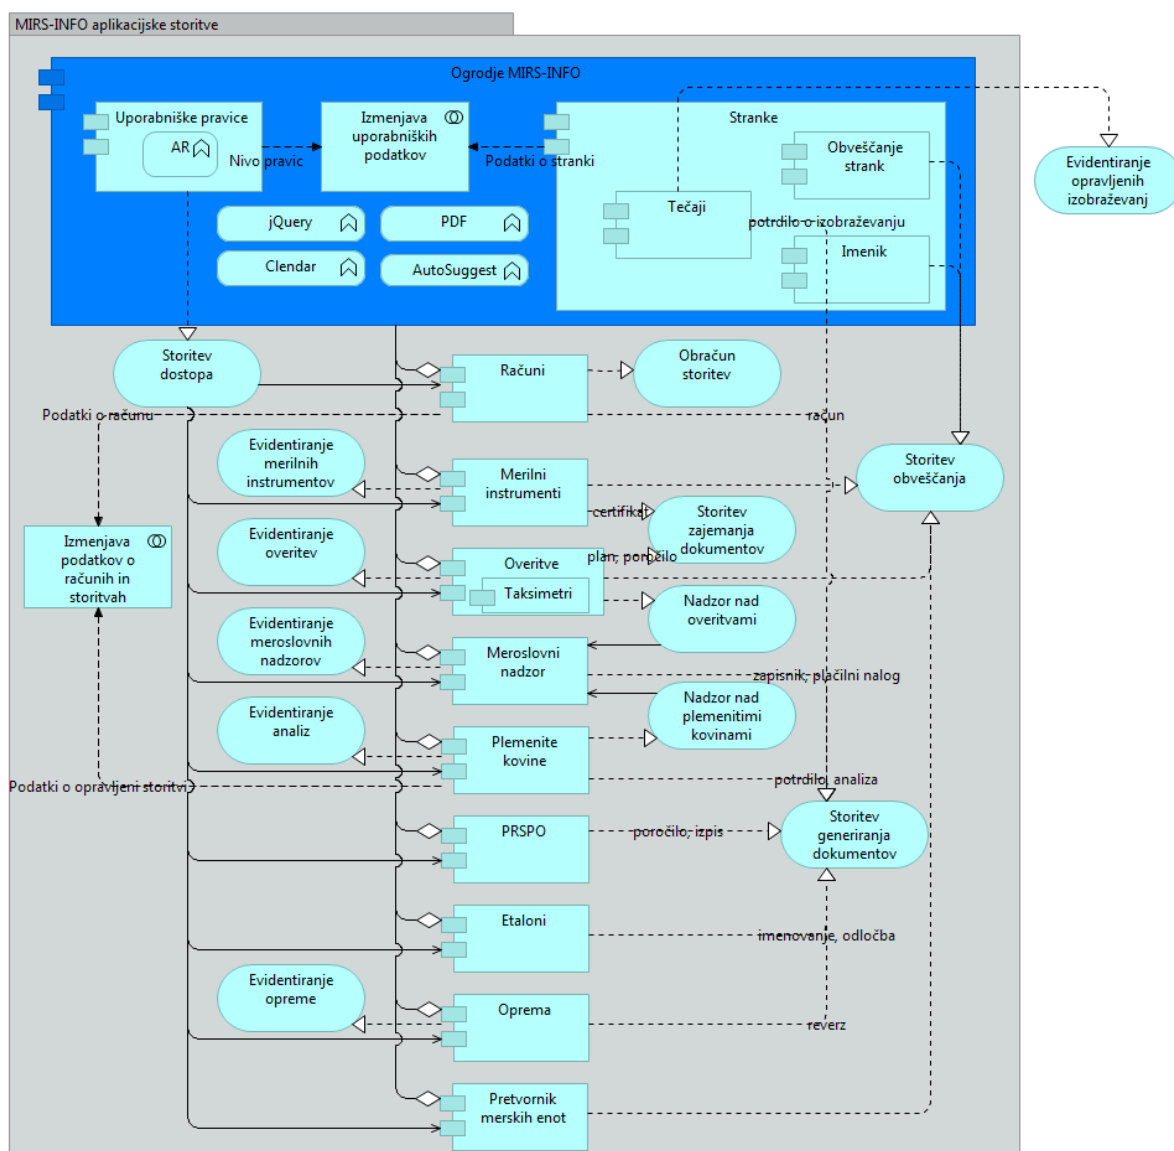 MIRS-INFO aplikacijske storitve
Ogrodje MIRS-INFO
Uporabniške pravice
AR
Nivo pravic
Izmenjava
uporabniških
podatkov
Podatki o stranki
Stranke
Obveščanje
strank
Tečaji
potrdilo o izobraževanju
Imenik
Evidentiranje
opravljenih
izobraževanj
jQuery
PDF
Clendar
AutoSuggest
Storitev
dostopa
Računi
Obračun
storitev
Podatki o računu
račun
Evidentiranje
merilnih
instrumentov
Merilni
instrumenti
Storitev
obveščanja
certifikat
Storitev
zajemanja
dokumentov
Izmenjava
podatkov o
računih in
storitvah
Evidentiranje
overitev
Overitve
plan, poročilo
Taksimetri
Nadzor nad
overitvami
Evidentiranje
meroslovnih
nadzorov
Meroslovni
nadzor
zapisnik, plačilni nalog
Nadzor nad
plemenitimi
kovinami
Evidentiranje
analiz
Plemenite
kovine
Podatki o opravljeni storitvi
potrdilo, analiza
PRSPO
poročilo, izpis
Storitev
generiranja
dokumentov
Etaloni
imenovanje, odločba
Evidentiranje
opreme
Oprema
reverz
Pretvornik
merskih enot